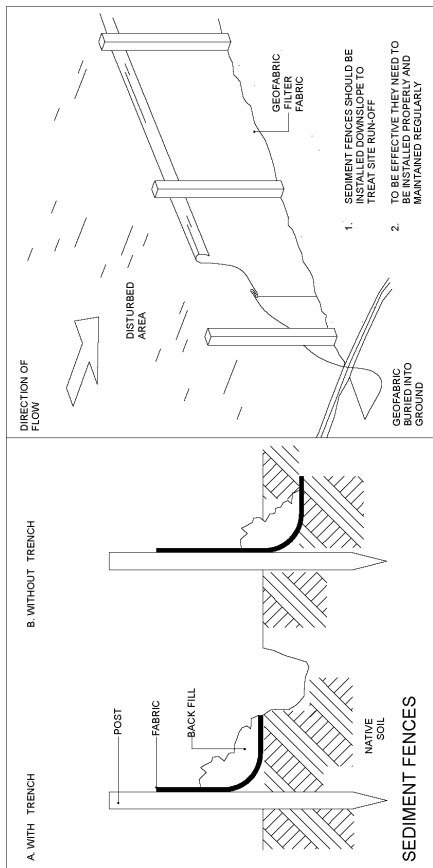 A. WITH TRENCH
POST
FABRIC
BACK FILL
NATIVE
SOIL
SEDIMENT FENCES
B. WITHOUT TRENCH
DIRECTION OF
FLOW
DISTURBED
AREA
GEOFABRIC
FILTER
FABRIC
GEOFABRIC
BURIED INTO
GROUND
1. SEDIMENT FENCES SHOULD BE
INSTALLED DOWNSLOPE TO
TREAT SITE RUN-OFF
2. TO BE EFFECTIVE THEY NEED TO
BE INSTALLED PROPERLY AND
MAINTAINED REGULARLY